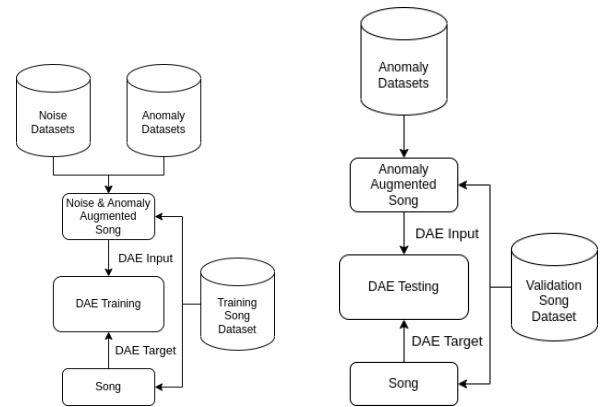 Noise
Datasets
Anomaly
Datasets
Noise & Anomaly
Augmented
Song
DAE Input
DAE Training
Training
Song
Dataset
DAE Target
Song
Anomaly
Datasets
Anomaly
Augmented
Song
DAE Input
DAE Testing
Validation
Song
Dataset
DAE Target
Song